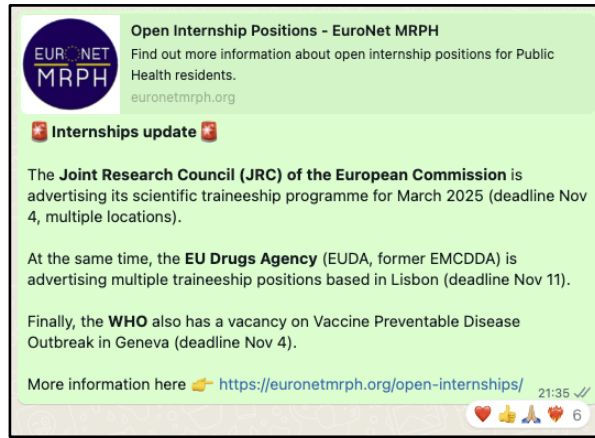 EURONET
MRPH
Open Internship Positions - EuroNet MRPH
Find out more information about open internship positions for Public
Health residents.
euronetmrph.org
🚨 Internships update 🚨
The Joint Research Council (JRC) of the European Commission is
advertising its scientific traineeship programme for March 2025 (deadline Nov
4, multiple locations).
At the same time, the EU Drugs Agency (EUDA, former EMCDDA) is
advertising multiple traineeship positions based in Lisbon (deadline Nov 11).
Finally, the WHO also has a vacancy on Vaccine Preventable Disease
Outbreak in Geneva (deadline Nov 4).
More information here 👉 https://euronetmrph.org/open-internships/
21:35
6